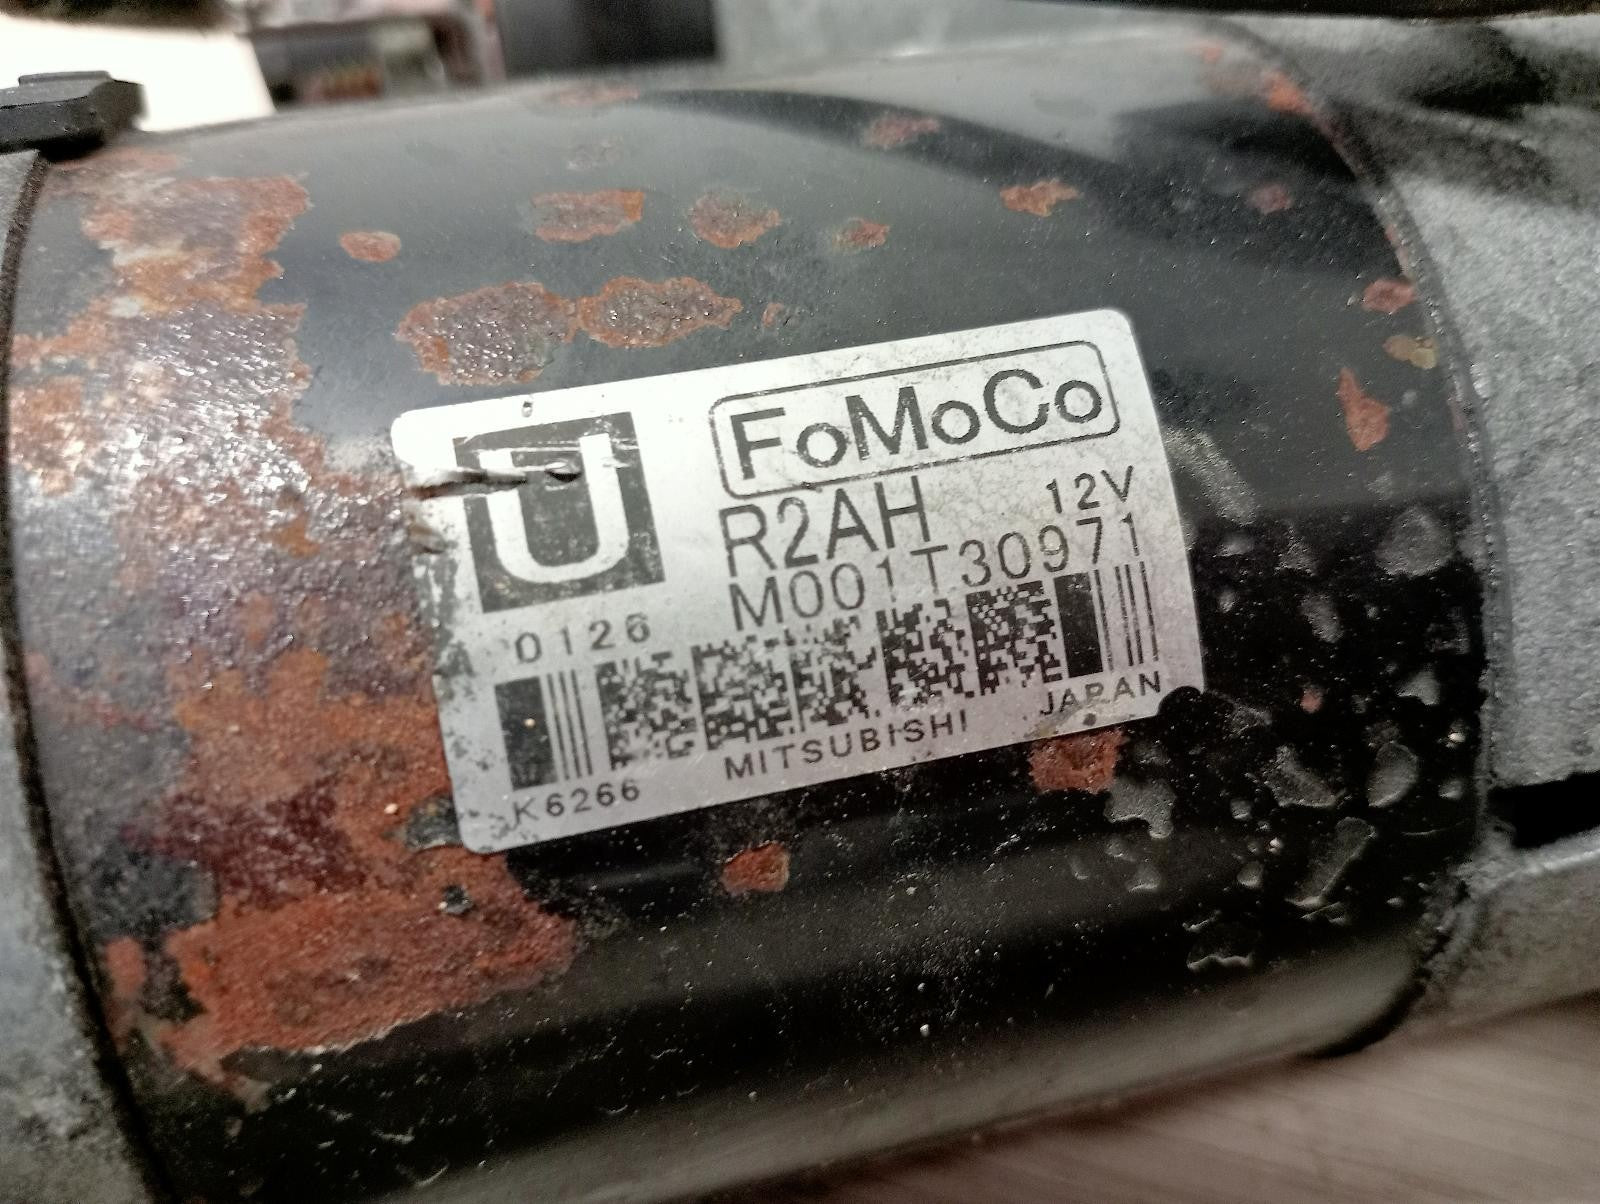 U
FoMoCo
R2AH 12V
M001T30971
0126
MITSUBISHI JAPAN
K6266